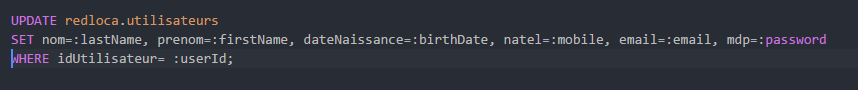 UPDATE redloca.utilisateurs
SET nom=:lastName, prenom=:firstName, dateNaissance=:birthDate, natel=:mobile, email=:email, mdp=:password
WHERE idUtilisateur= :userId;